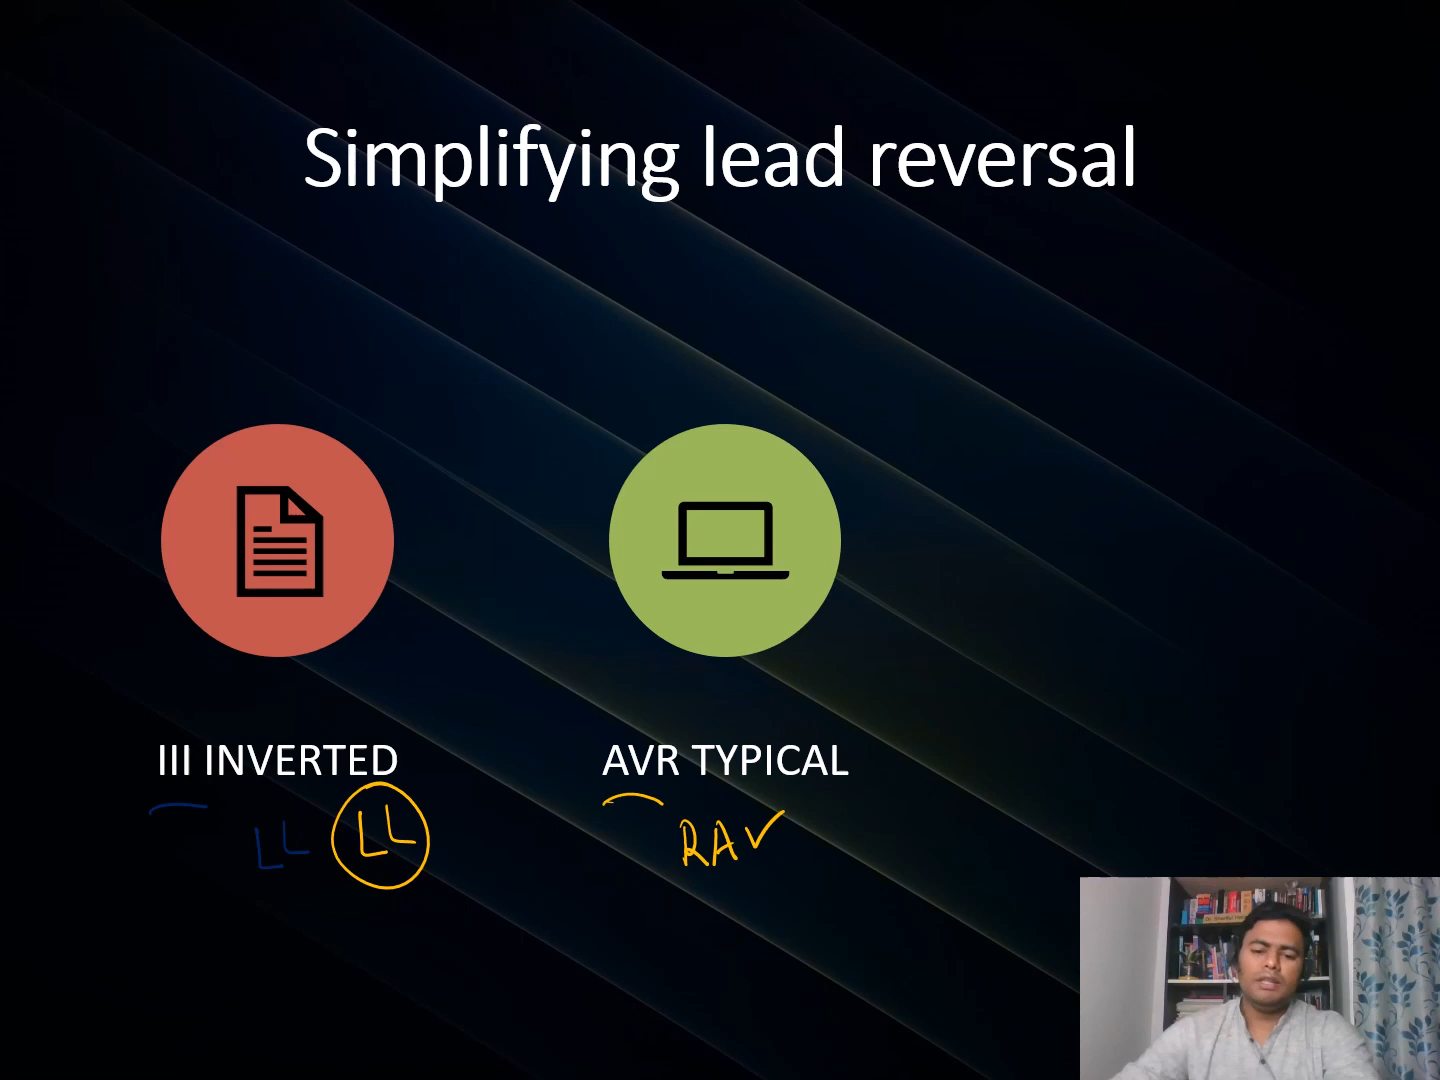 Simplifying lead reversal
III INVERTED
AVR TYPICAL
LL
LL
RA✓